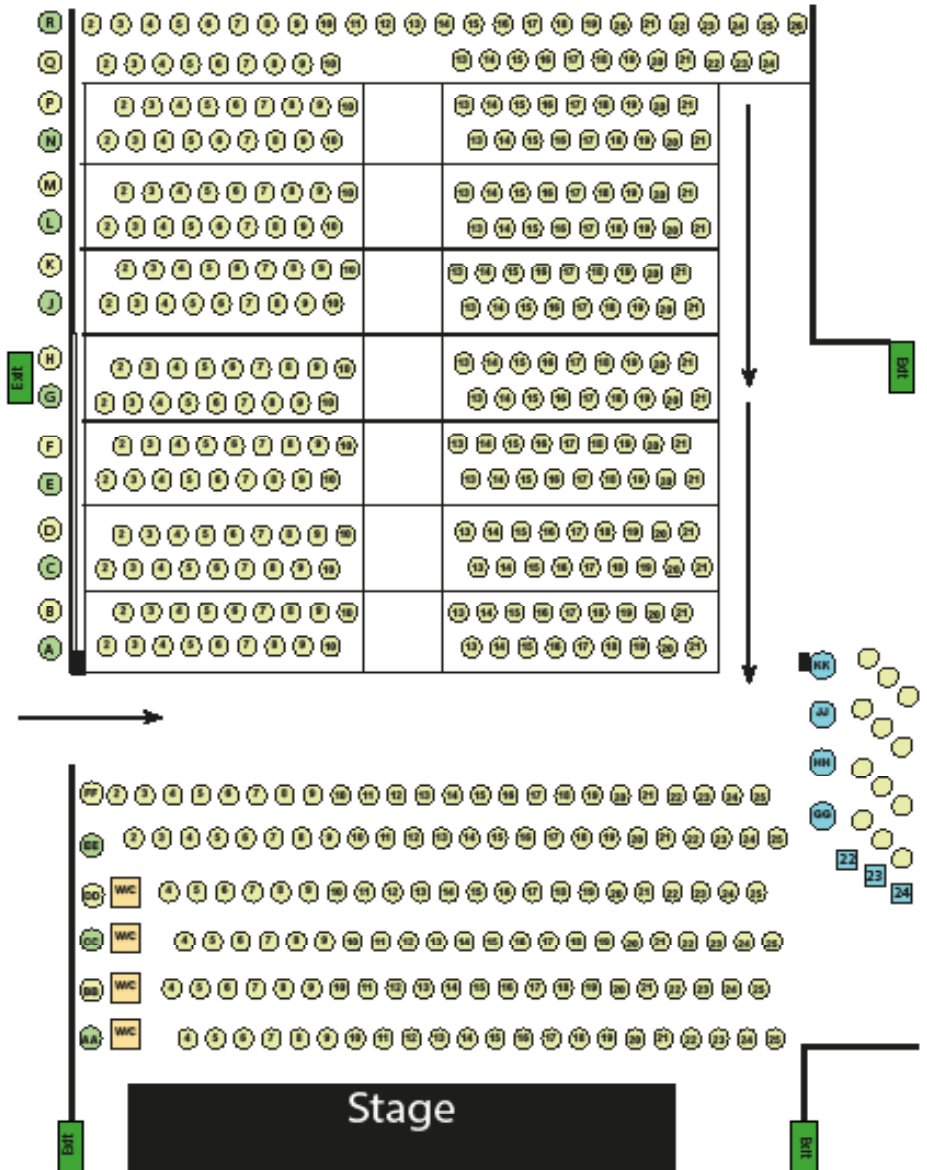 R 2 3 4 5 6 7 8 9 10 11 12 13 14 15 16 17 18 19 20 21 22 23 24 25 26
Q 2 3 4 5 6 7 8 9 10 13 14 15 16 17 18 19 20 21 22 23 24
P 2 3 4 5 6 7 8 9 10 13 14 15 16 17 18 19 20 21
N 2 3 4 5 6 7 8 9 10 13 14 15 16 17 18 19 20 21
M 2 3 4 5 6 7 8 9 10 13 14 15 16 17 18 19 20 21
L 2 3 4 5 6 7 8 9 10 13 14 15 16 17 18 19 20 21
K 2 3 4 5 6 7 8 9 10 13 14 15 16 17 18 19 20 21
J 2 3 4 5 6 7 8 9 10 13 14 15 16 17 18 19 20 21
H 2 3 4 5 6 7 8 9 10 13 14 15 16 17 18 19 20 21
Exit
Exit
G 2 3 4 5 6 7 8 9 10 13 14 15 16 17 18 19 20 21
F 2 3 4 5 6 7 8 9 10 13 14 15 16 17 18 19 20 21
E 2 3 4 5 6 7 8 9 10 13 14 15 16 17 18 19 20 21
D 2 3 4 5 6 7 8 9 10 13 14 15 16 17 18 19 20 21
C 2 3 4 5 6 7 8 9 10 13 14 15 16 17 18 19 20 21
B 2 3 4 5 6 7 8 9 10 13 14 15 16 17 18 19 20 21
A 2 3 4 5 6 7 8 9 10 13 14 15 16 17 18 19 20 21
KK
JJ
HH
GG
22
23
24
FF 2 3 4 5 6 7 8 9 10 11 12 13 14 15 16 17 18 19 20 21 22 23 24 25
EE 2 3 4 5 6 7 8 9 10 11 12 13 14 15 16 17 18 19 20 21 22 23 24 25
DD W/C 4 5 6 7 8 9 10 11 12 13 14 15 16 17 18 19 20 21 22 23 24 25
CC W/C 4 5 6 7 8 9 10 11 12 13 14 15 16 17 18 19 20 21 22 23 24 25
BB W/C 4 5 6 7 8 9 10 11 12 13 14 15 16 17 18 19 20 21 22 23 24 25
AA W/C 4 5 6 7 8 9 10 11 12 13 14 15 16 17 18 19 20 21 22 23 24 25
Stage
Exit
Exit